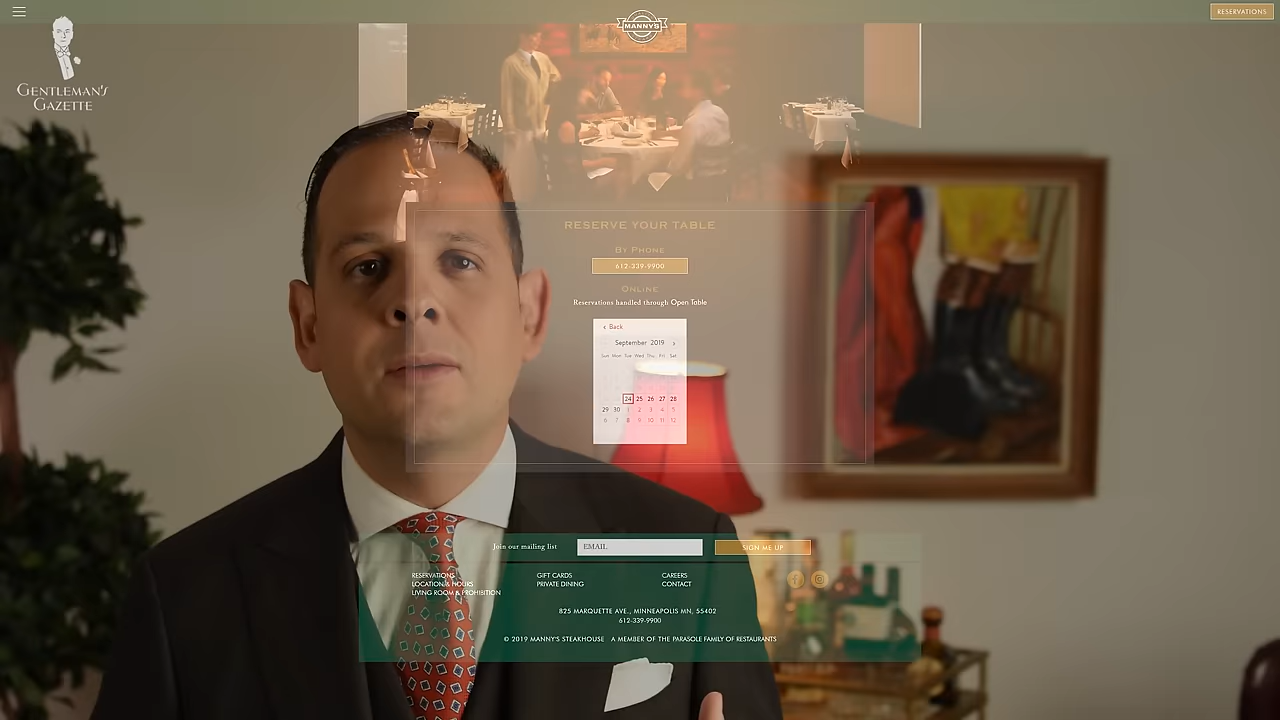 RESERVATIONS
MANNY'S
GENTLEMAN'S
GAZETTE
RESERVE YOUR TABLE
BY PHONE
612-339-9900
ONLINE
Reservations handled through Open Table
‹ Back
September 2019 ›
Sun Mon Tue Wed Thu Fri Sat
24 25 26 27 28
29 30 1 2 3 4 5
6 7 8 9 10 11 12
Join our mailing list EMAIL SIGN ME UP
RESERVATIONS GIFT CARDS CAREERS
LOCATION & HOURS PRIVATE DINING CONTACT
LIVING ROOM & PROHIBITION
825 MARQUETTE AVE., MINNEAPOLIS MN, 55402
612-339-9900
© 2019 MANNY'S STEAKHOUSE A MEMBER OF THE PARASOLE FAMILY OF RESTAURANTS